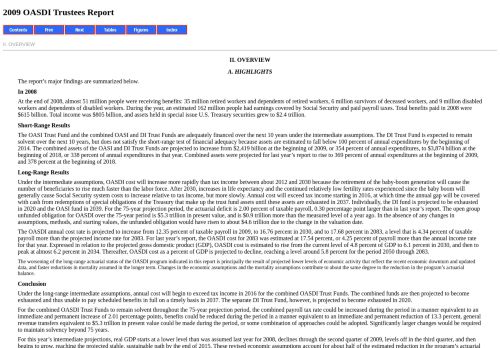 2009 OASDI Trustees Report
Contents Prev Next Tables Figures Index
II. OVERVIEW
II. OVERVIEW
A. HIGHLIGHTS
The report's major findings are summarized below.
In 2008
At the end of 2008, almost 51 million people were receiving benefits: 35 million retired workers and dependents of retired workers, 6 million survivors of deceased workers, and 9 million disabled
workers and dependents of disabled workers. During the year, an estimated 162 million people had earnings covered by Social Security and paid payroll taxes. Total benefits paid in 2008 were
$615 billion. Total income was $805 billion, and assets held in special issue U.S. Treasury securities grew to $2.4 trillion.
Short-Range Results
The OASI Trust Fund and the combined OASI and DI Trust Funds are adequately financed over the next 10 years under the intermediate assumptions. The DI Trust Fund is expected to remain
solvent over the next 10 years, but does not satisfy the short-range test of financial adequacy because assets are estimated to fall below 100 percent of annual expenditures by the beginning of
2014. The combined assets of the OASI and DI Trust Funds are projected to increase from $2,419 billion at the beginning of 2009, or 354 percent of annual expenditures, to $3,
 billion at the
beginning of 2018, or 338 percent of annual expenditures in that year. Combined assets were projected for last year's report to rise to 369 percent of annual expenditures at the beginning of 2009,
and 378 percent at the beginning of 2018.
Long-Range Results
Under the intermediate assumptions, OASDI cost will increase more rapidly than tax income between about 2012 and 2030 because the retirement of the baby-boom generation will cause the
number of beneficiaries to rise much faster than the labor force. After 2030, increases in life expectancy and the continued relatively low fertility rates experienced since the baby boom will
generally cause Social Security system costs to increase relative to tax income, but more slowly. Annual cost will exceed tax income starting in 2016, at which time the annual gap will be covered
with cash from redemptions of special obligations of the Treasury that make up the trust fund assets until these assets are exhausted in 2037. Individually, the DI fund is projected to be exhausted
in 2020 and the OASI fund in 2039. For the 75-year projection period, the actuarial deficit is 2.00 percent of taxable payroll, 0.30 percentage point larger than in last year's report. The open group
unfunded obligation for OASDI over the 75-year period is $5.3 trillion in present value, and is $0.9 trillion more than the measured level of a year ago. In the absence of any changes in
assumptions, methods, and starting values, the unfunded obligation would have risen to about $4.6 trillion due to the change in the valuation date.
The OASDI annual cost rate is projected to increase from 12.35 percent of taxable payroll in 2009, to 16.76 percent in 2030, and to 17.68 percent in 2083, a level that is 4.34 percent of taxable
payroll more than the projected income rate for 2083. For last year's report, the OASDI cost for 2083 was estimated at 17.54 percent, or 4.25 percent of payroll more than the annual income rate
for that year. Expressed in relation to the projected gross domestic product (GDP), OASDI cost is estimated to rise from the current level of 4.8 percent of GDP to 6.1 percent in 2030, and then to
peak at almost 6.2 percent in 2034. Thereafter, OASDI cost as a percent of GDP is projected to decline, reaching a level around 5.8 percent for the period 2050 through 2083.
The worsening of the long-range actuarial status of the OASDI program indicated in this report is principally the result of projected lower levels of economic activity that reflect the recent economic downturn and updated
data, and faster reductions in mortality assumed in the longer term. Changes in the economic assumptions and the mortality assumptions contribute to about the same degree to the reduction in the program's actuarial
balance.
Conclusion
Under the long-range intermediate assumptions, annual cost will begin to exceed tax income in 2016 for the combined OASDI Trust Funds. The combined funds are then projected to become
exhausted and thus unable to pay scheduled benefits in full on a timely basis in 2037. The separate DI Trust Fund, however, is projected to become exhausted in 2020.
For the combined OASDI Trust Funds to remain solvent throughout the 75-year projection period, the combined payroll tax rate could be increased during the period in a manner equivalent to an
immediate and permanent increase of 2.01 percentage points, benefits could be reduced during the period in a manner equivalent to an immediate and permanent reduction of 13.3 percent, general
revenue transfers equivalent to $5.3 trillion in present value could be made during the period, or some combination of approaches could be adopted. Significantly larger changes would be required
to maintain solvency beyond 75 years.
For this year's intermediate projections, real GDP starts at a lower level than was assumed last year for 2008, declines through the second quarter of 2009, levels off in the third quarter, and then
begins to grow, reaching the projected stable, sustainable path by the end of 2015. These revised economic assumptions account for about half of the estimated reduction in the program's actuarial